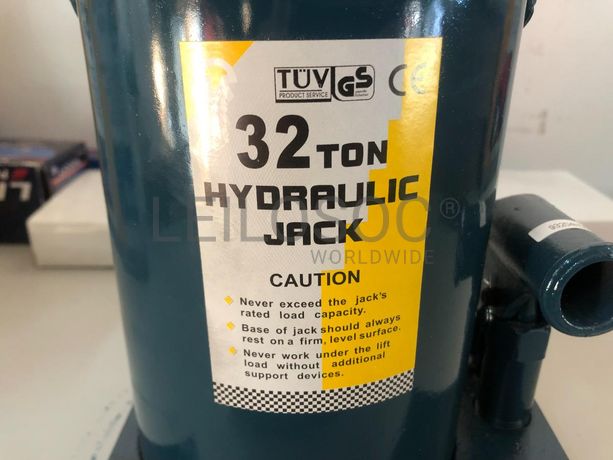 TÜV
PRODUCT SERVICE
GS
CE
32 TON
HYDRAULIC
JACK
LEILOSOC®
WORLDWIDE
CAUTION
Never exceed the jack's
rated load capacity.
Base of jack should always
rest on a firm, level surface.
Never work under the lift
load without additional
support devices.